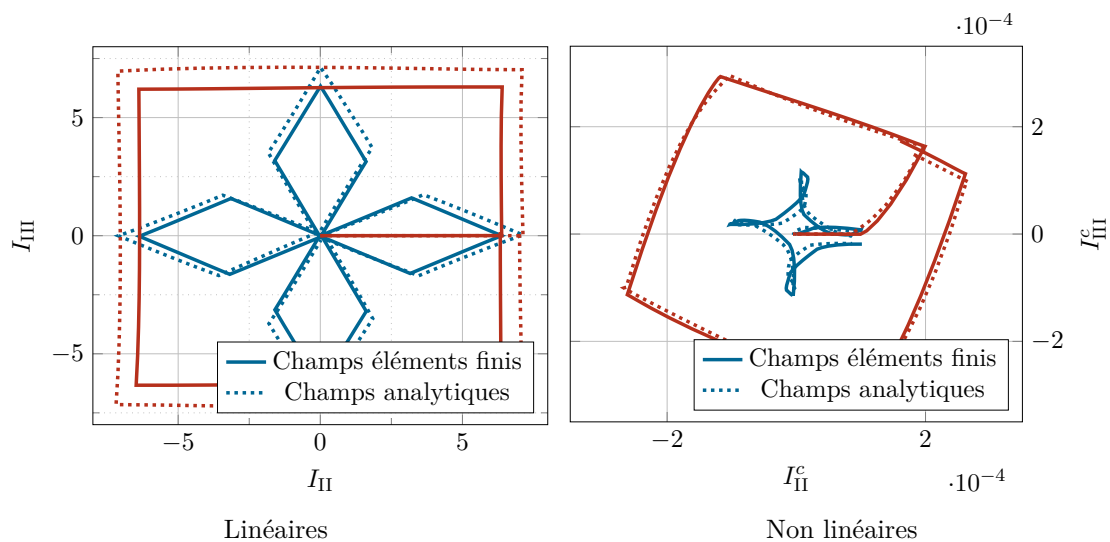 5
0
−5
I_III
−5
0
5
I_II
Champs éléments finis
Champs analytiques
Linéaires
·10^−4
2
0
−2
I^c_III
−2
2
I^c_II
·10^−4
Champs éléments finis
Champs analytiques
Non linéaires